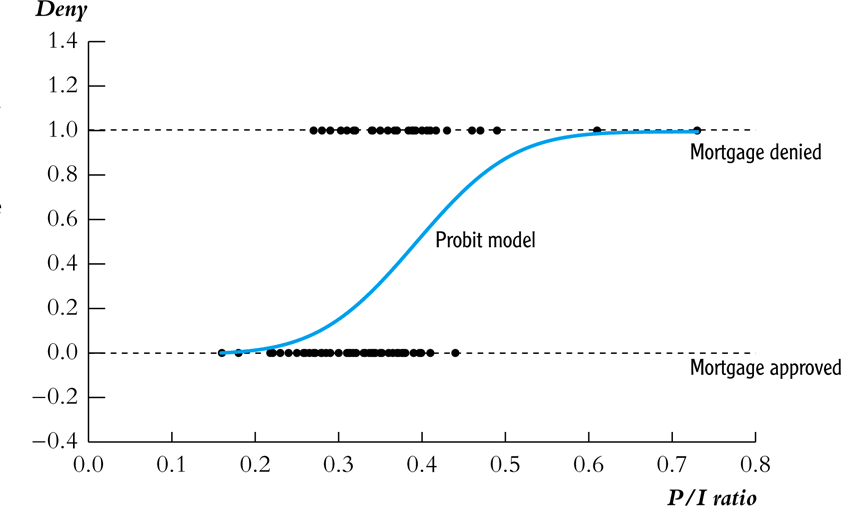 Deny
1.4
1.2
1.0
Mortgage denied
0.8
0.6
Probit model
0.4
0.2
0.0
Mortgage approved
−0.2
−0.4
0.0 0.1 0.2 0.3 0.4 0.5 0.6 0.7 0.8
P/I ratio